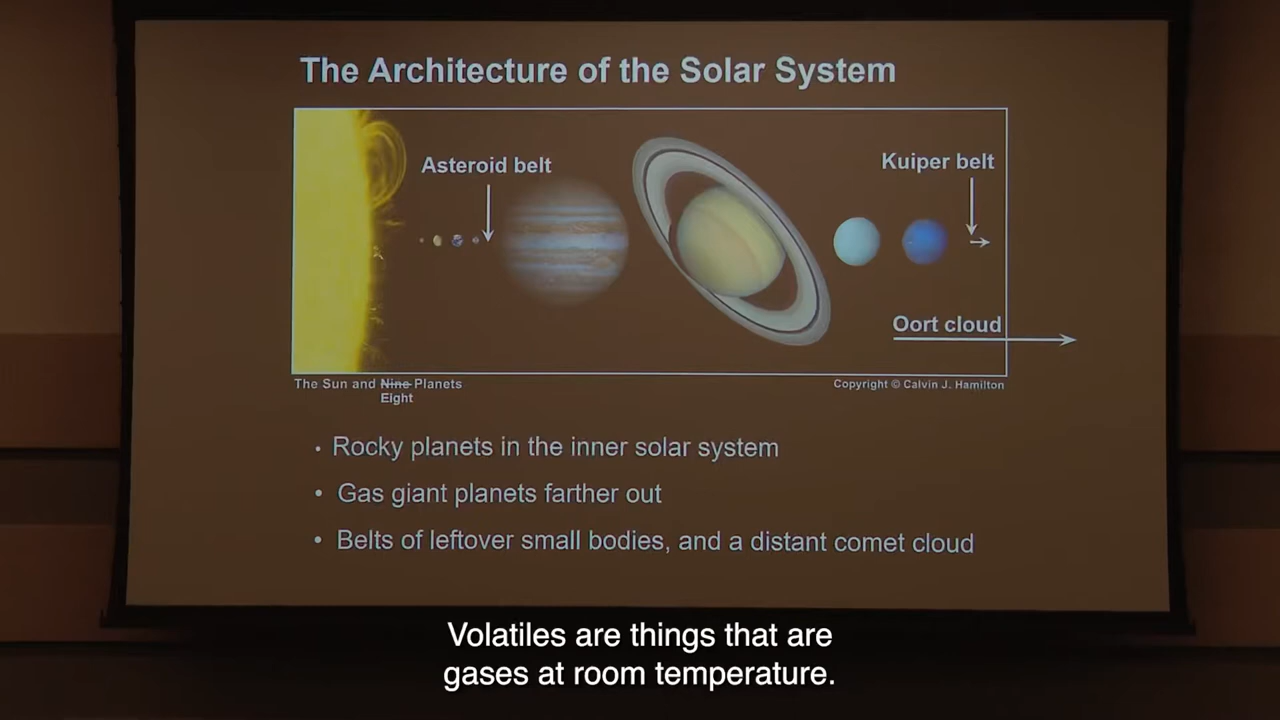 The Architecture of the Solar System
Asteroid belt
Kuiper belt
Oort cloud
The Sun and Nine Planets
Eight
Copyright © Calvin J. Hamilton
• Rocky planets in the inner solar system
• Gas giant planets farther out
• Belts of leftover small bodies, and a distant comet cloud
Volatiles are things that are
gases at room temperature.